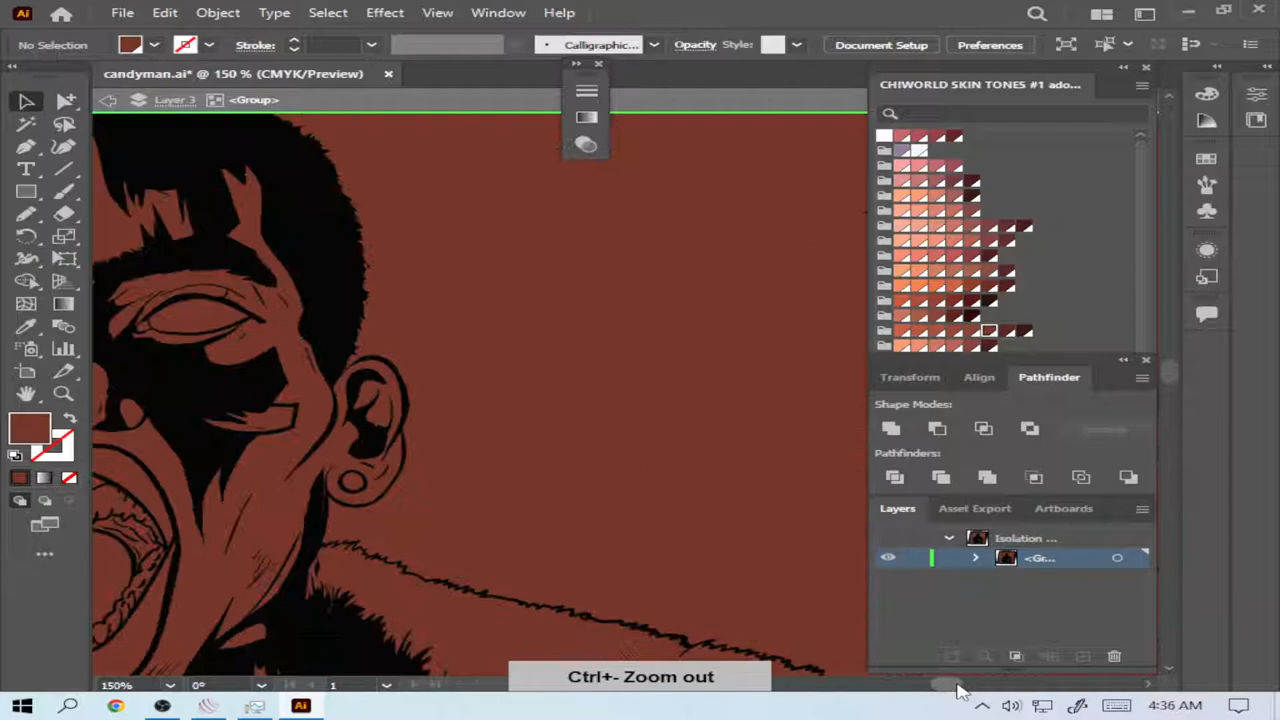 Ai File Edit Object Type Select Effect View Window Help
No Selection Stroke: Calligraphic... Opacity Style: Document Setup Preferences
candyman.ai* @ 150 % (CMYK/Preview)
CHIWORLD SKIN TONES #1 ado...
Layer 3 <Group>
Transform Align Pathfinder
Shape Modes:
Pathfinders:
Layers Asset Export Artboards
Isolation ...
<Gr...
Ctrl+- Zoom out
150% 0° 1
Ai 4:36 AM